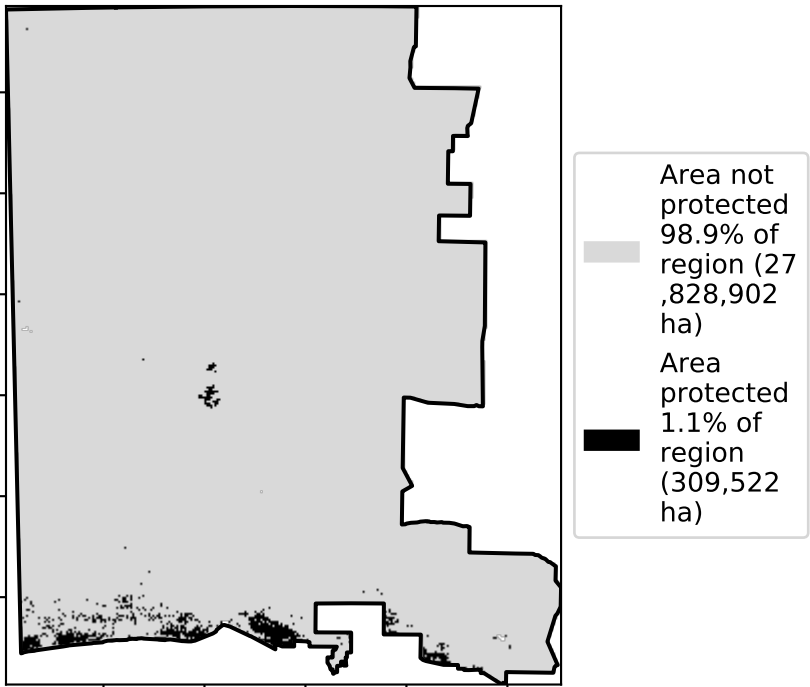 Area not
protected
98.9% of
region (27
,828,902
ha)
Area
protected
1.1% of
region
(309,522
ha)